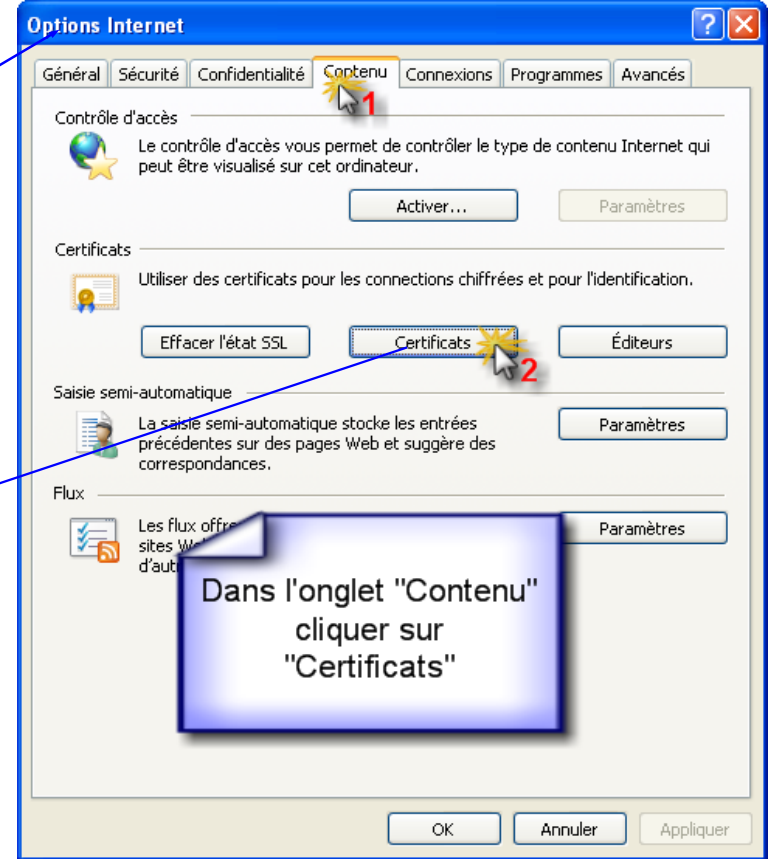 Options Internet
Général Sécurité Confidentialité Contenu Connexions Programmes Avancés
1
Contrôle d'accès
Le contrôle d'accès vous permet de contrôler le type de contenu Internet qui
peut être visualisé sur cet ordinateur.
Activer... Paramètres
Certificats
Utiliser des certificats pour les connections chiffrées et pour l'identification.
Effacer l'état SSL Certificats Éditeurs
2
Saisie semi-automatique
La saisie semi-automatique stocke les entrées
précédentes sur des pages Web et suggère des
correspondances.
Paramètres
Flux
Les flux
sites
Paramètres
Dans l'onglet "Contenu"
cliquer sur
"Certificats"
OK Annuler Appliquer